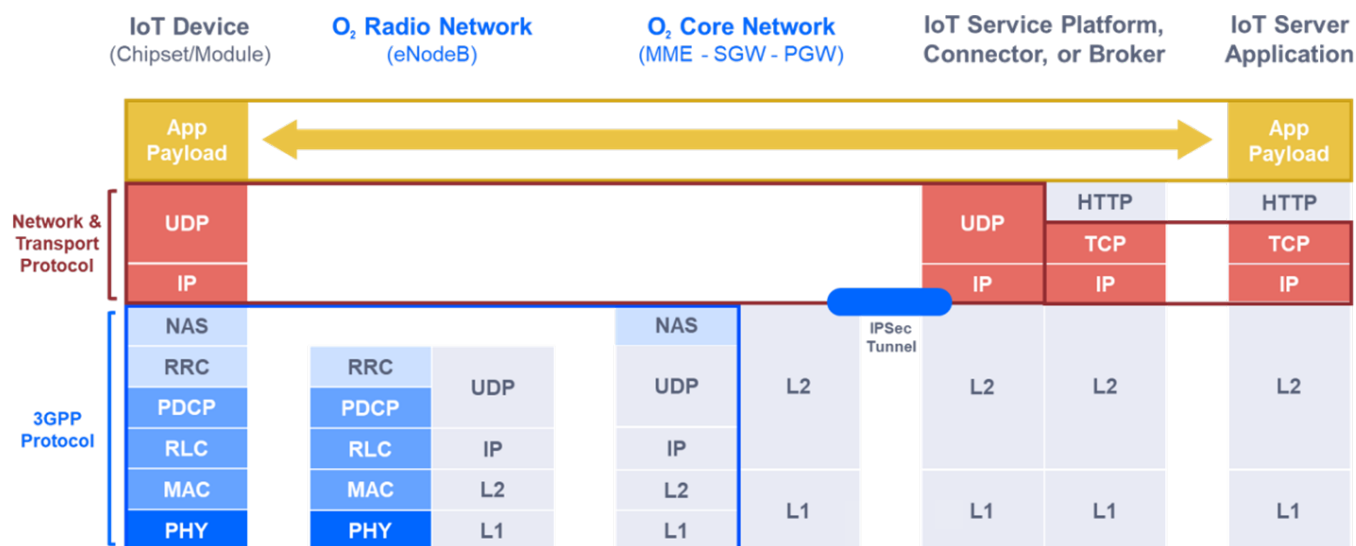 IoT Device
(Chipset/Module)
O₂ Radio Network
(eNodeB)
O₂ Core Network
(MME - SGW - PGW)
IoT Service Platform,
Connector, or Broker
IoT Server
Application
App
Payload
App
Payload
Network &
Transport
Protocol
UDP
IP
UDP
IP
HTTP
TCP
IP
HTTP
TCP
IP
IPSec
Tunnel
3GPP
Protocol
NAS
RRC
PDCP
RLC
MAC
PHY
RRC
PDCP
RLC
MAC
PHY
UDP
IP
L2
L1
NAS
UDP
IP
L2
L1
L2
L1
L2
L1
L2
L1
L2
L1